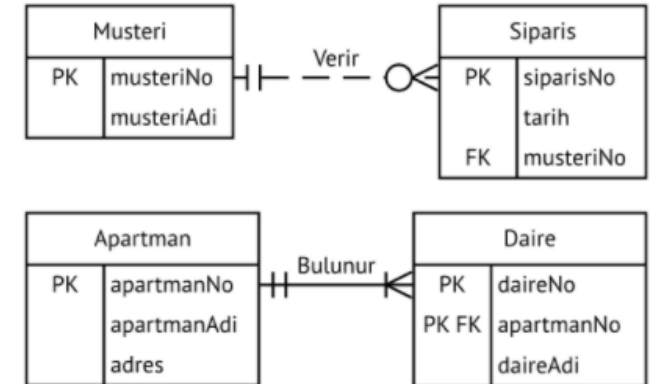 Musteri
PK musteriNo
musteriAdi
Verir
Siparis
PK siparisNo
tarih
FK musteriNo
Apartman
PK apartmanNo
apartmanAdi
adres
Bulunur
Daire
PK daireNo
PK FK apartmanNo
daireAdi